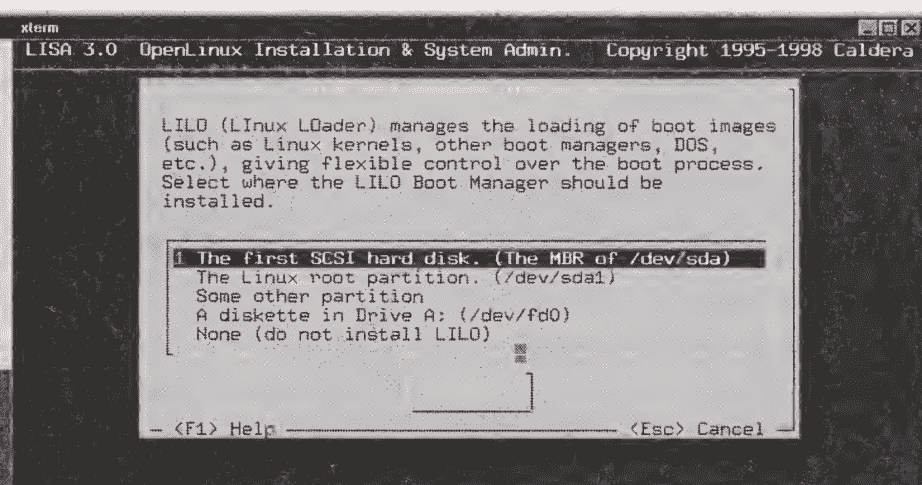 xterm
LISA 3.0 OpenLinux Installation & System Admin. Copyright 1995-1998 Caldera
LILO (LInux LOader) manages the loading of boot images
(such as Linux kernels, other boot managers, DOS,
etc.), giving flexible control over the boot process.
Select where the LILO Boot Manager should be
installed.
1 The first SCSI hard disk. (The MBR of /dev/sda)
The Linux root partition. (/dev/sda1)
Some other partition
A diskette in Drive A: (/dev/fd0)
None (do not install LILO)
<F1> Help <Esc> Cancel